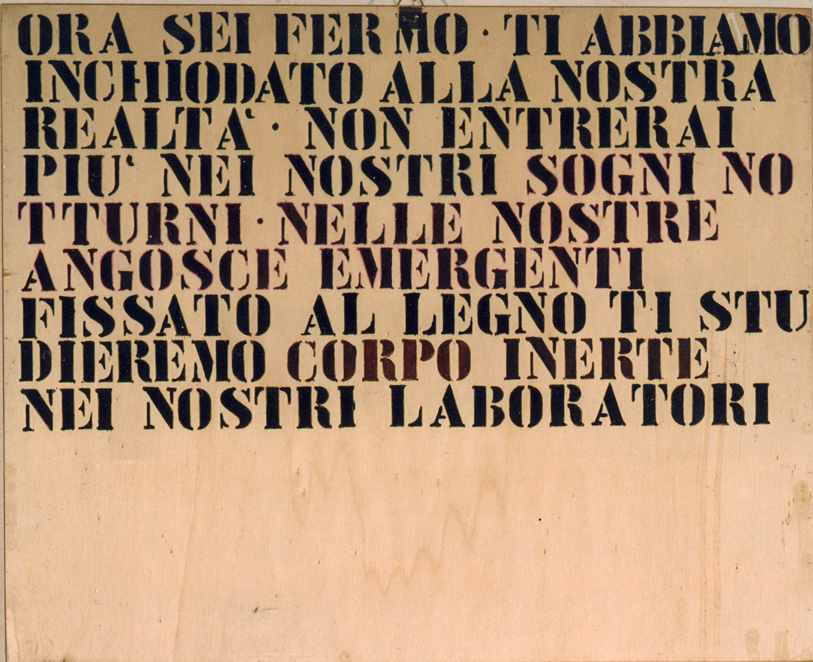 ORA SEI FERMO · TI ABBIAMO
INCHIODATO ALLA NOSTRA
REALTA' · NON ENTRERAI
PIU' NEI NOSTRI SOGNI NO
TTURNI · NELLE NOSTRE
ANGOSCE EMERGENTI
FISSATO AL LEGNO TI STU
DIEREMO CORPO INERTE
NEI NOSTRI LABORATORI